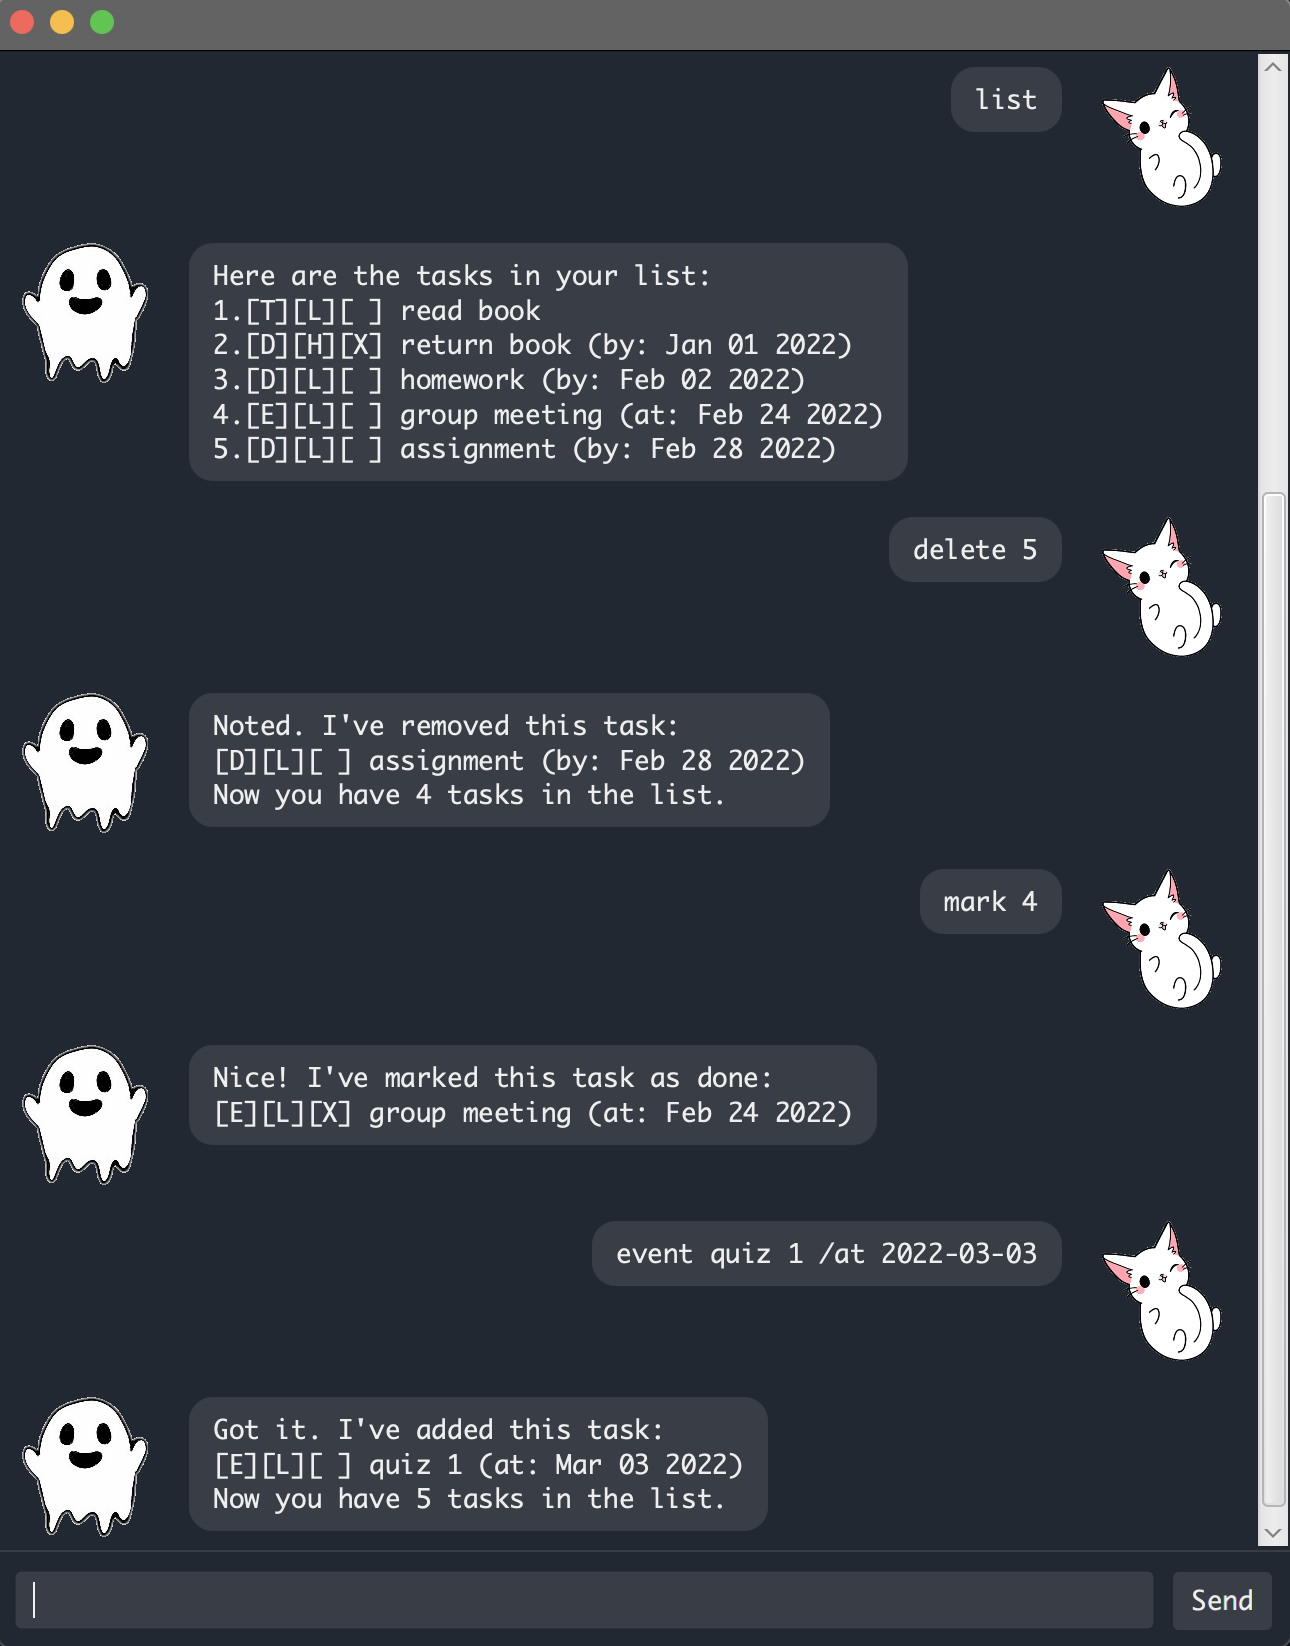 list
Here are the tasks in your list:
1.[T][L][ ] read book
2.[D][H][X] return book (by: Jan 01 2022)
3.[D][L][ ] homework (by: Feb 02 2022)
4.[E][L][ ] group meeting (at: Feb 24 2022)
5.[D][L][ ] assignment (by: Feb 28 2022)
delete 5
Noted. I've removed this task:
[D][L][ ] assignment (by: Feb 28 2022)
Now you have 4 tasks in the list.
mark 4
Nice! I've marked this task as done:
[E][L][X] group meeting (at: Feb 24 2022)
event quiz 1 /at 2022-03-03
Got it. I've added this task:
[E][L][ ] quiz 1 (at: Mar 03 2022)
Now you have 5 tasks in the list.
Send